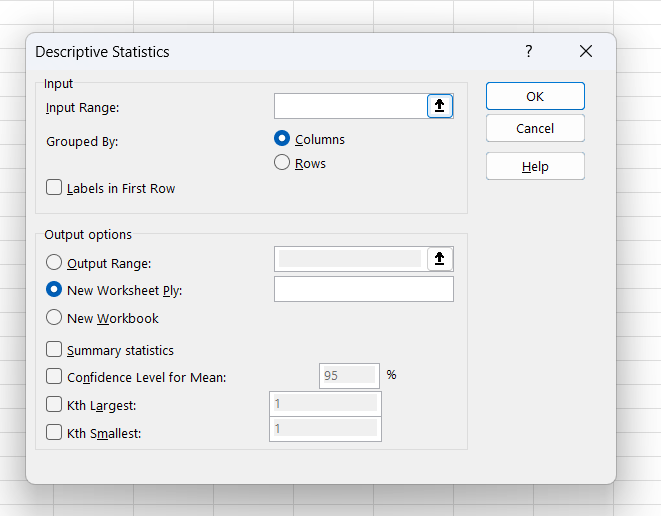 Descriptive Statistics ?
Input
Input Range:
OK
Grouped By: Columns
Cancel
Rows
Help
Labels in First Row
Output options
Output Range:
New Worksheet Ply:
New Workbook
Summary statistics
Confidence Level for Mean: 95 %
Kth Largest: 1
Kth Smallest: 1